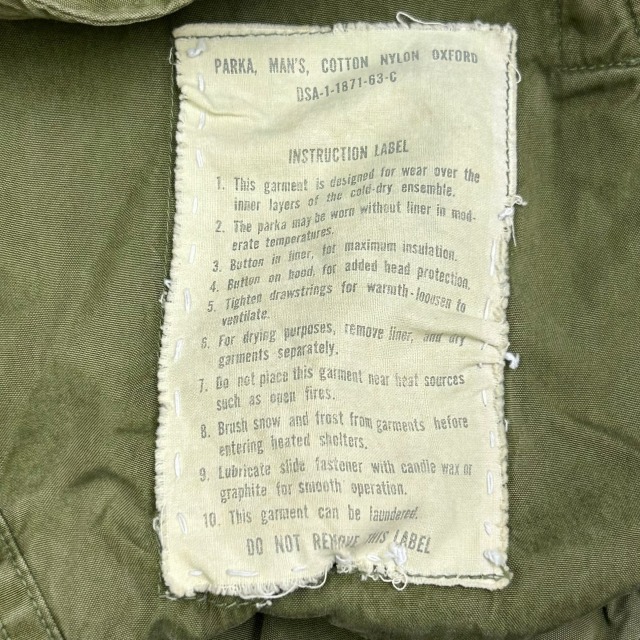 PARKA, MAN'S, COTTON NYLON OXFORD
DSA-1-1871-63-C
INSTRUCTION LABEL
1. This garment is designed for wear over the
inner layers of the cold-dry ensemble.
2. The parka may be worn without liner in mod-
erate temperatures.
3. Button in liner, for maximum insulation.
4. Button on hood, for added head protection.
5. Tighten drawstrings for warmth-loosen to
ventilate.
6. For drying purposes, remove liner, and dry
garments separately.
7. Do not place this garment near heat sources
such as open fires.
8. Brush snow and frost from garments before
entering heated shelters.
9. Lubricate slide fastener with candle wax or
graphite for smooth operation.
10. This garment can be laundered.
DO NOT REMOVE THIS LABEL